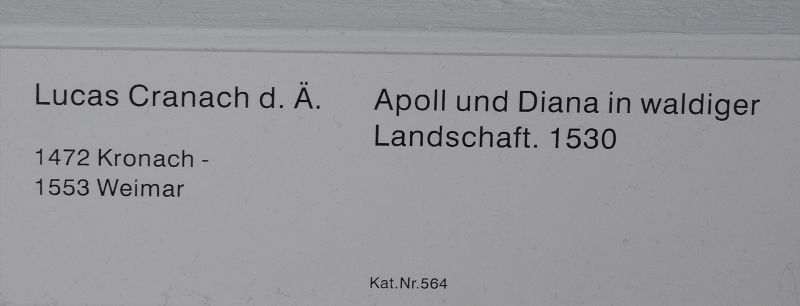 Lucas Cranach d. Ä.
1472 Kronach -
1553 Weimar
Apoll und Diana in waldiger
Landschaft. 1530
Kat.Nr.564